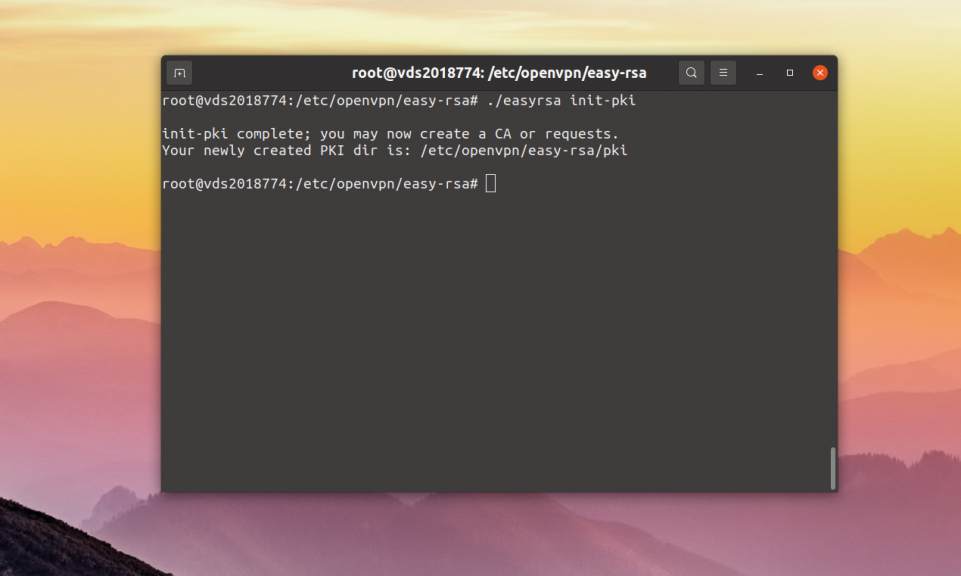 root@vds2018774: /etc/openvpn/easy-rsa
root@vds2018774:/etc/openvpn/easy-rsa# ./easyrsa init-pki
init-pki complete; you may now create a CA or requests.
Your newly created PKI dir is: /etc/openvpn/easy-rsa/pki
root@vds2018774:/etc/openvpn/easy-rsa#